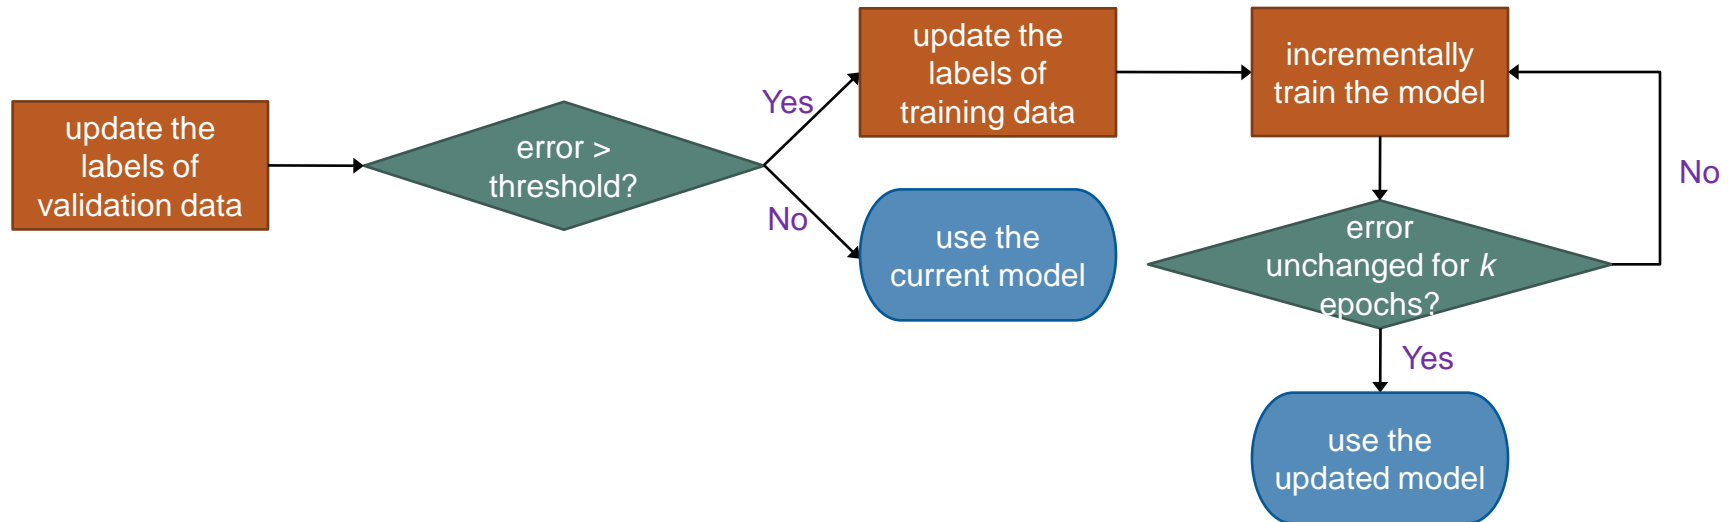 update the
labels of
validation data
error >
threshold?
Yes
No
update the
labels of
training data
use the
current model
incrementally
train the model
error
unchanged for k
epochs?
No
Yes
use the
updated model